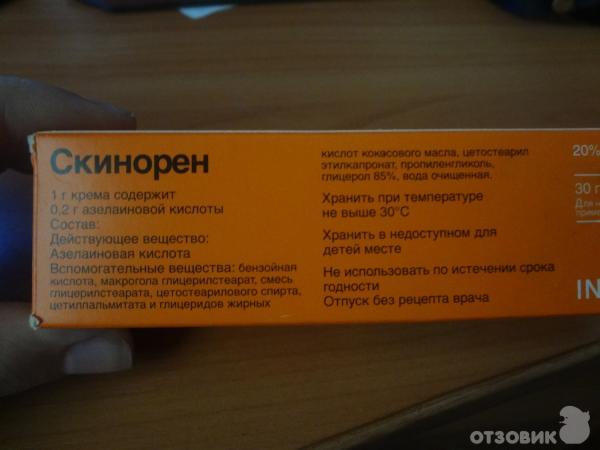 Скинорен
1 г крема содержит
0,2 г азелаиновой кислоты
Состав:
Действующее вещество:
Азелаиновая кислота
Вспомогательные вещества: бензойная
кислота, макрогола глицерилстеарат, смесь
глицерилстеарата, цетостеарилового спирта,
цетилпальмитата и глицеридов жирных
кислот кокосового масла, цетостеарил
этилкапронат, пропиленгликоль,
глицерол 85%, вода очищенная.
Хранить при температуре
не выше 30°C
Хранить в недоступном для
детей месте
Не использовать по истечении срока
годности
Отпуск без рецепта врача
20%
30 г
Для н
приме
IN
ОТЗОВИК